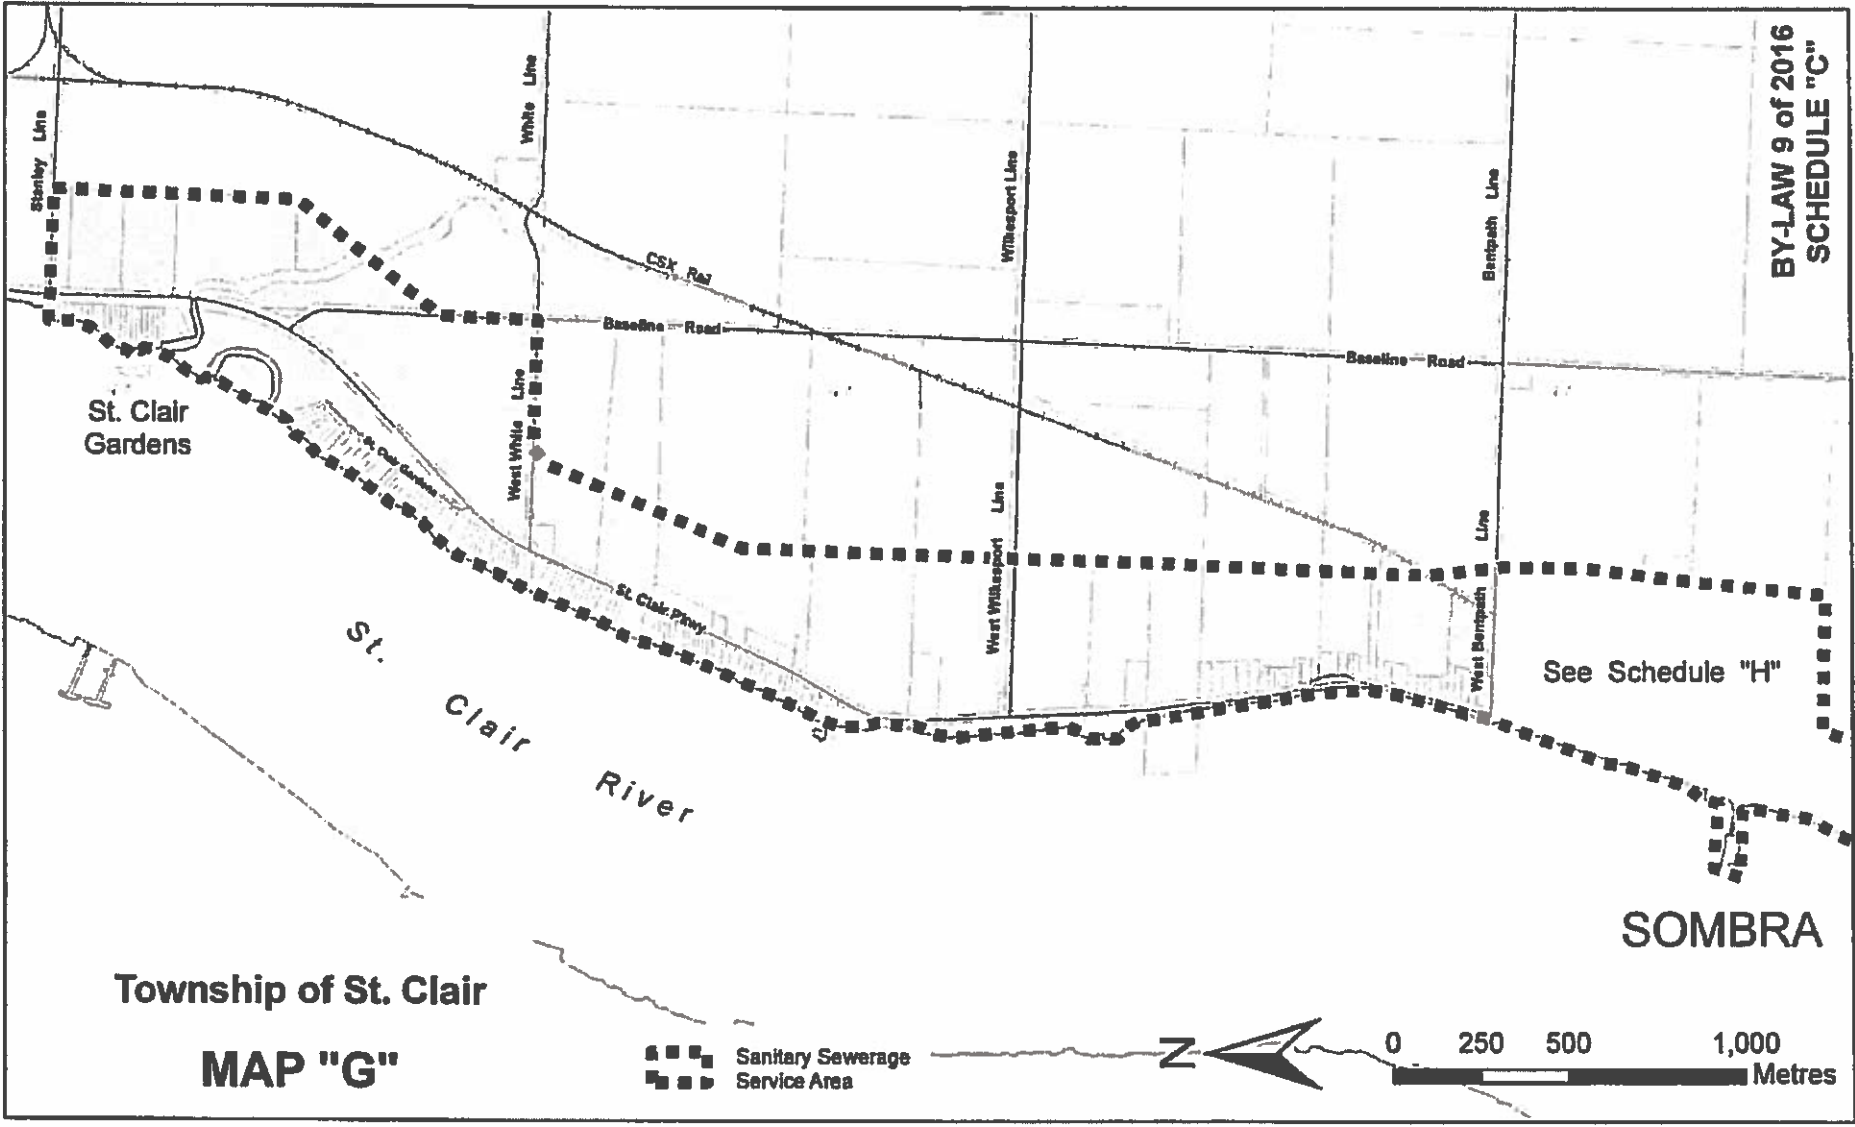 BY-LAW 9 of 2016
SCHEDULE "C"
Stanley Line
White Line
Wilkesport Line
Bentpath Line
CSX Rail
Baseline Road
Baseline Road
St. Clair
Gardens
St. Clair Gardens
West White Line
St. Clair Pkwy
West Wilkesport Line
West Bentpath Line
See Schedule "H"
St. Clair River
SOMBRA
Township of St. Clair
MAP "G"
Sanitary Sewerage
Service Area
N
0 250 500 1,000
Metres